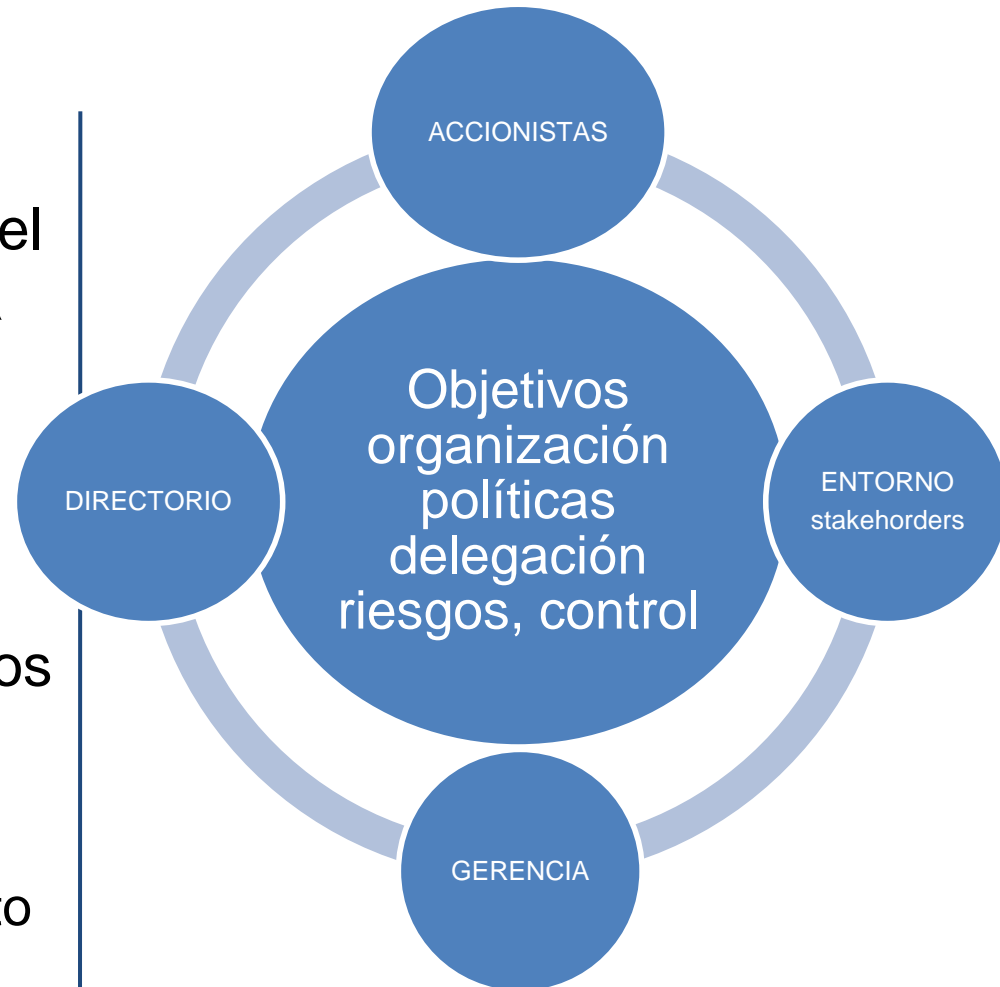 ACCIONISTAS
el
DIRECTORIO
Objetivos
organización
políticas
delegación
riesgos, control
ENTORNO
stakehorders
os
GERENCIA
to